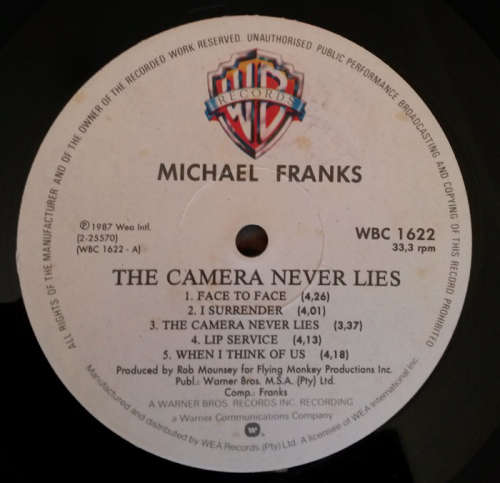 ALL RIGHTS OF THE MANUFACTURER AND OF THE OWNER OF THE RECORDED WORK RESERVED. UNAUTHORISED PUBLIC PERFORMANCE BROADCASTING AND COPYING OF THIS RECORD PROHIBITED
WB
RECORDS
MICHAEL FRANKS
℗ 1987 Wea Intl.
(2-25570)
(WBC 1622 - A)
WBC 1622
33,3 rpm
THE CAMERA NEVER LIES
1. FACE TO FACE (4,26)
2. I SURRENDER (4,01)
3. THE CAMERA NEVER LIES (3,37)
4. LIP SERVICE (4,13)
5. WHEN I THINK OF US (4,18)
Produced by Rob Mounsey for Flying Monkey Productions Inc.
Publ.: Warner Bros. M.S.A. (Pty) Ltd.
Comp.: Franks
A WARNER BROS. RECORDS INC. RECORDING
a Warner Communications Company
Manufactured and distributed by WEA Records (Pty) Ltd. A licensee of WEA International Inc.